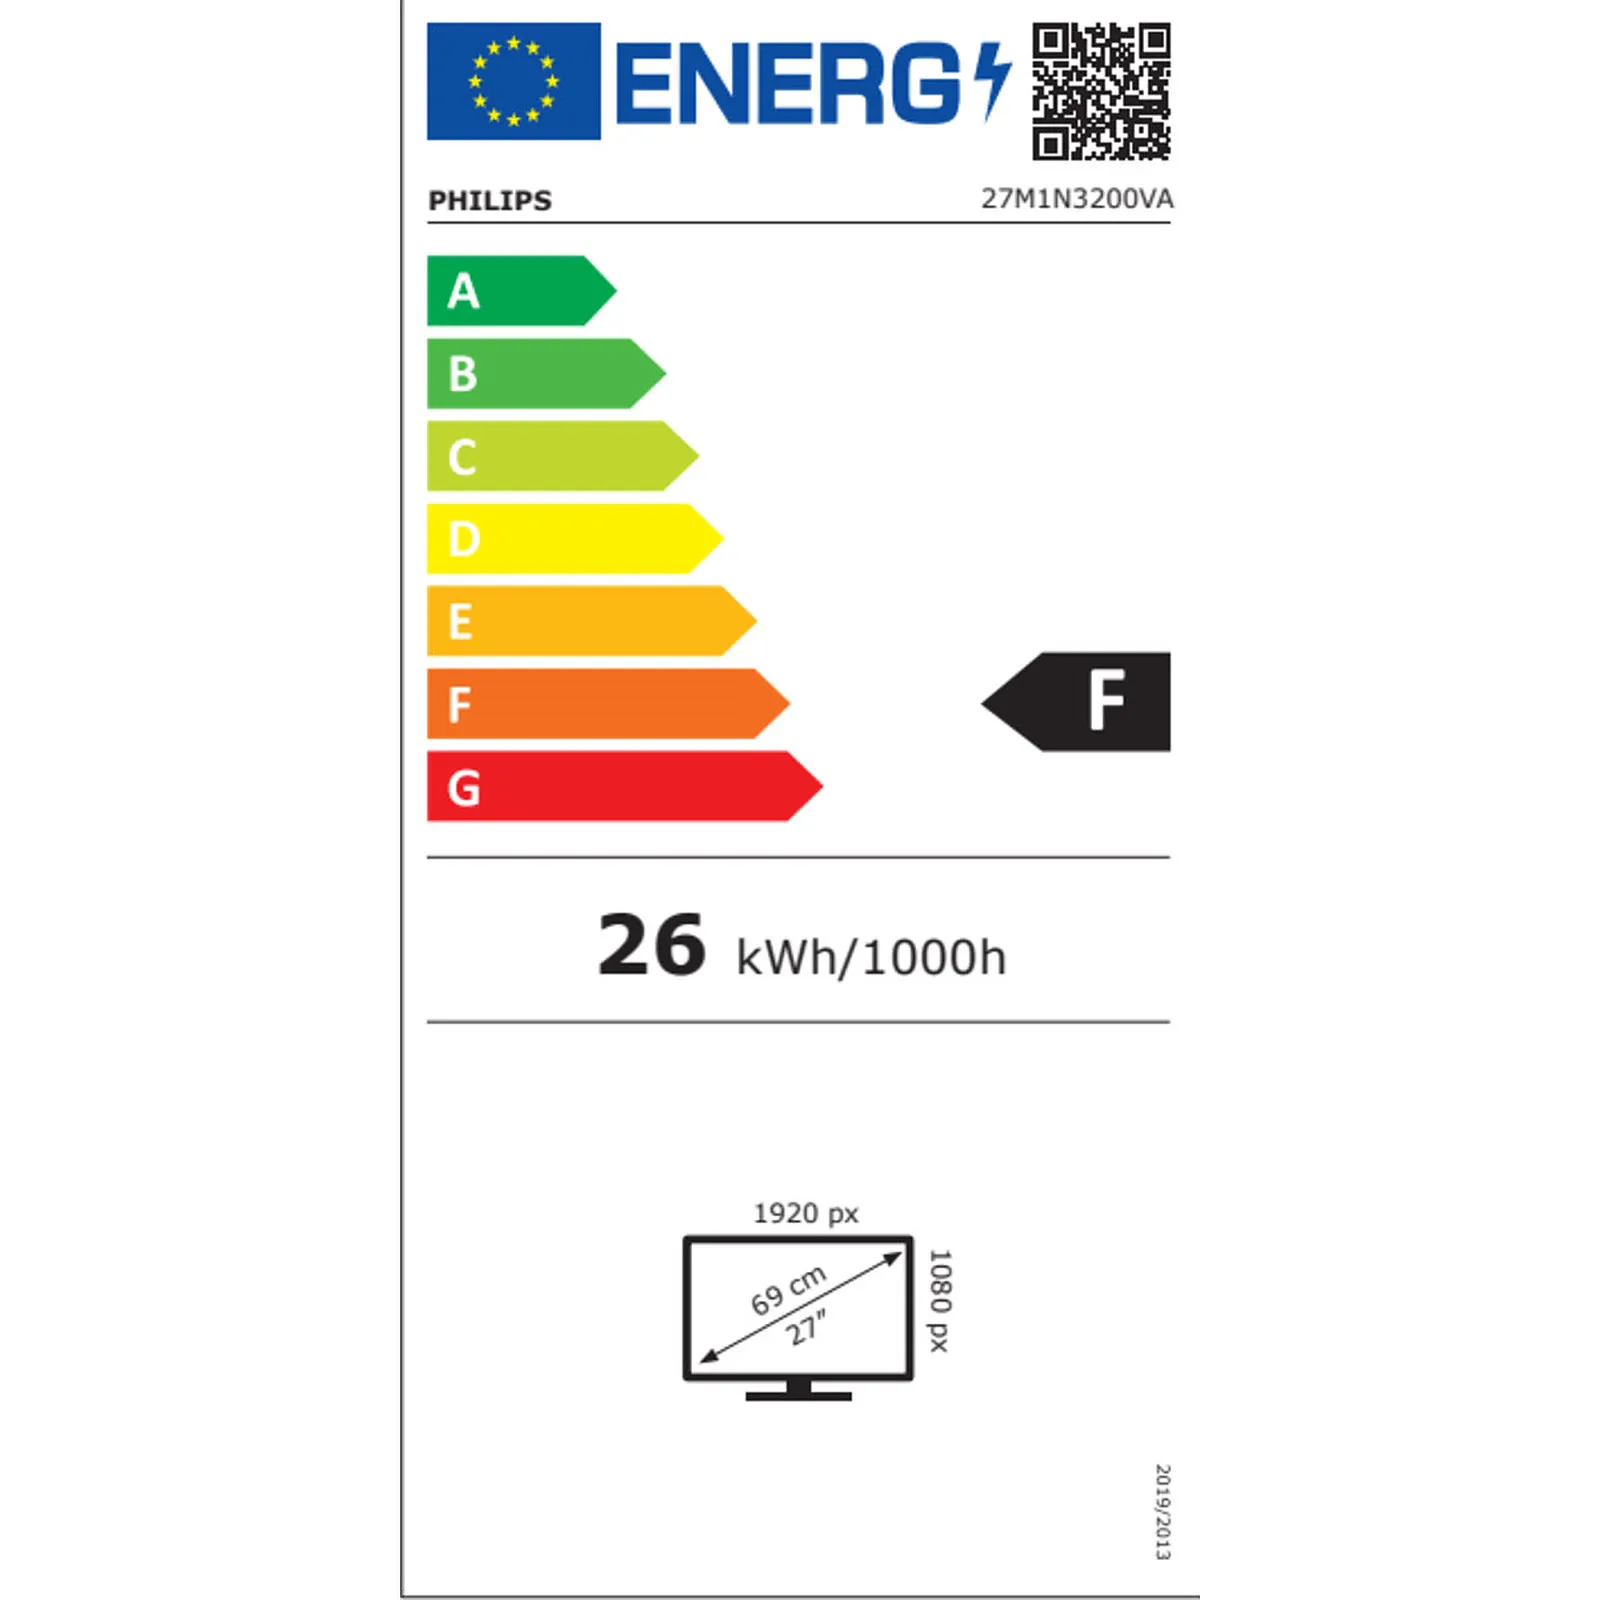 ENERG
PHILIPS
27M1N3200VA
A
B
C
D
E
F
F
G
26 kWh/1000h
1920 px
69 cm
27"
1080 px
2019/2013